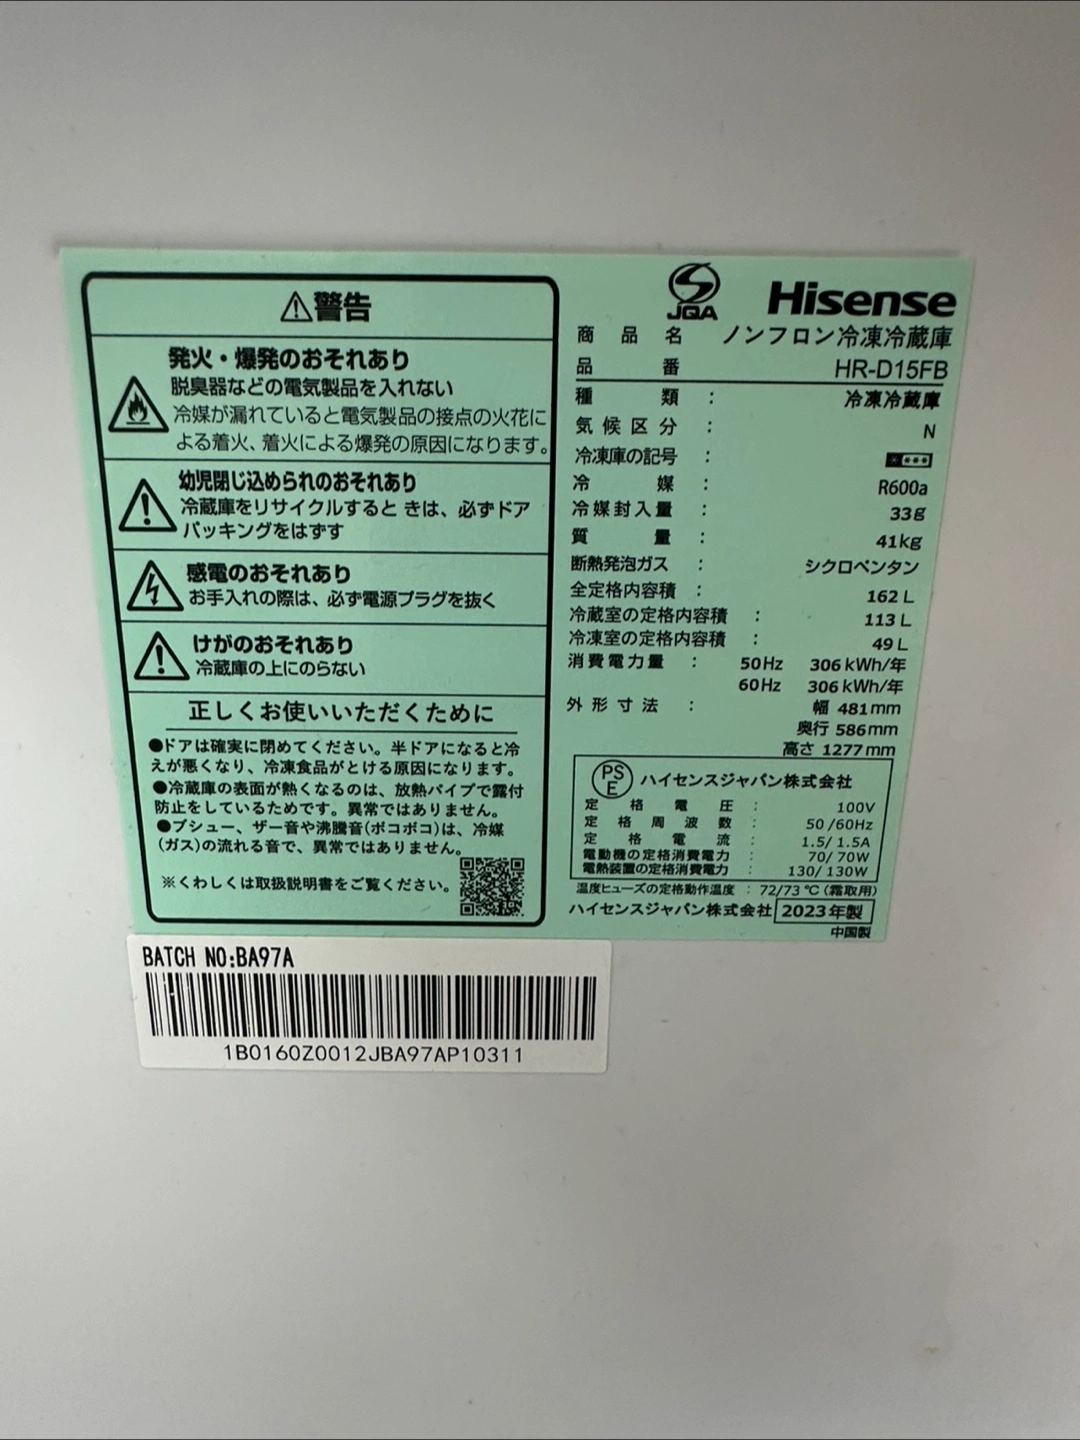 警告
発火・爆発のおそれあり
脱臭器などの電気製品を入れない
冷媒が漏れていると電気製品の接点の火花に
よる着火、着火による爆発の原因になります。
幼児閉じ込められのおそれあり
冷蔵庫をリサイクルすると きは、必ずドア
パッキングをはずす
感電のおそれあり
お手入れの際は、必ず電源プラグを抜く
けがのおそれあり
冷蔵庫の上にのらない
正しくお使いいただくために
●ドアは確実に閉めてください。半ドアになると冷
えが悪くなり、冷凍食品がとける原因になります。
●冷蔵庫の表面が熱くなるのは、放熱パイプで露付
防止をしているためです。異常ではありません。
●ブシュー、ザー音や沸騰音(ボコボコ)は、冷媒
(ガス)の流れる音で、異常ではありません。
※くわしくは取扱説明書をご覧ください。
JQA Hisense
商品名 ノンフロン冷凍冷蔵庫
品番 HR-D15FB
種類 : 冷凍冷蔵庫
気候区分 : N
冷凍庫の記号 : ****
冷媒 : R600a
冷媒封入量 : 33g
質量 : 41kg
断熱発泡ガス : シクロペンタン
全定格内容積 : 162 L
冷蔵室の定格内容積 : 113 L
冷凍室の定格内容積 : 49 L
消費電力量 : 50Hz 306 kWh/年
60Hz 306 kWh/年
外形寸法 : 幅 481mm
奥行 586mm
高さ 1277mm
PSE ハイセンスジャパン株式会社
定格電圧 : 100V
定格周波数 : 50 /60Hz
定格電流 : 1.5/ 1.5A
電動機の定格消費電力 : 70/ 70W
電熱装置の定格消費電力 : 130/ 130W
温度ヒューズの定格動作温度 : 72/73 ℃ (霜取用)
ハイセンスジャパン株式会社 2023年製
中国製
BATCH NO:BA97A
1B0160Z0012JBA97AP10311